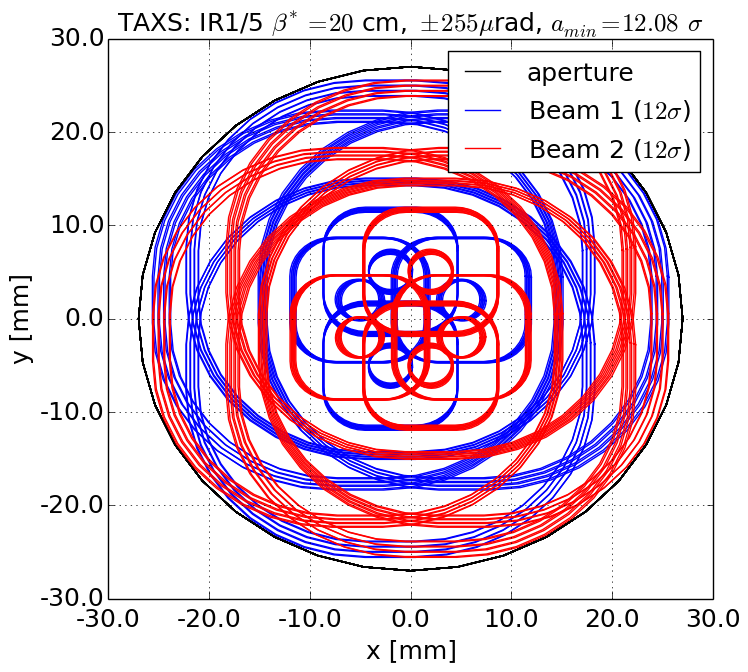 TAXS: IR1/5 β* =20 cm, ±255μrad, a_min=12.08 σ
30.0
20.0
10.0
0.0
-10.0
-20.0
-30.0
y [mm]
aperture
Beam 1 (12σ)
Beam 2 (12σ)
-30.0 -20.0 -10.0 0.0 10.0 20.0 30.0
x [mm]